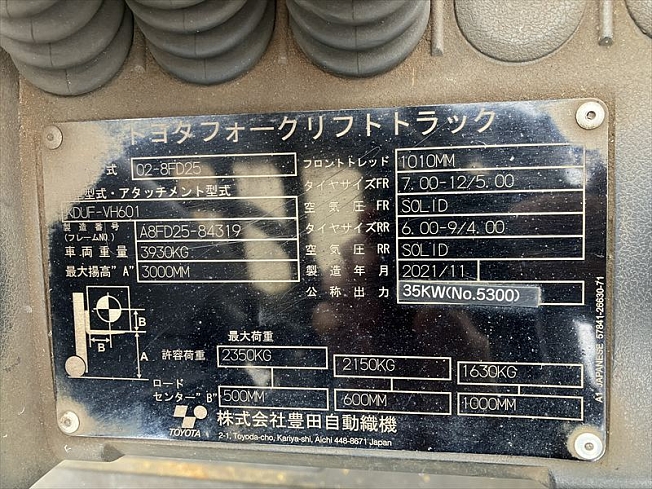 トヨタフォークリフトトラック
式 02-8FD25
型式・アタッチメント型式
DUF-VH601
製造番号(フレームNO.) A8FD25-84319
車両重量 3930KG
最大揚高"A" 3000MM
フロントトレッド 1010MM
タイヤサイズFR 7.00-12/5.00
空気圧 FR SOLID
タイヤサイズRR 6.00-9/4.00
空気圧 RR SOLID
製造年月 2021/11
公称出力 35KW(No.5300)
B
B
A
最大荷重
許容荷重 2350KG 2150KG 1630KG
ロードセンター"B" 500MM 600MM 1000MM
TOYOTA 株式会社豊田自動織機
2-1, Toyoda-cho, Kariya-shi, Aichi 448-8671 Japan
A1 JAPANESE 57841-26630-71